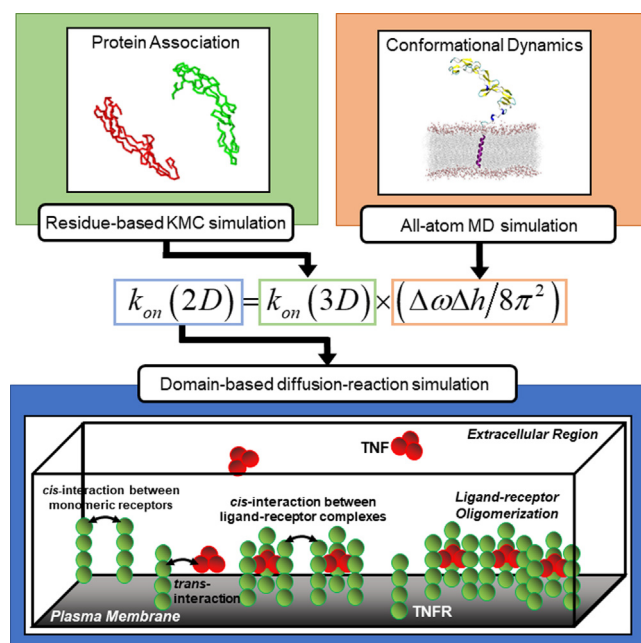 Protein Association
Conformational Dynamics
Residue-based KMC simulation
All-atom MD simulation
k_on (2D) = k_on (3D) × (ΔωΔh/8π²)
Domain-based diffusion-reaction simulation
TNF
Extracellular Region
cis-interaction between
monomeric receptors
cis-interaction between
ligand-receptor complexes
Ligand-receptor
Oligomerization
trans-
interaction
Plasma Membrane
TNFR